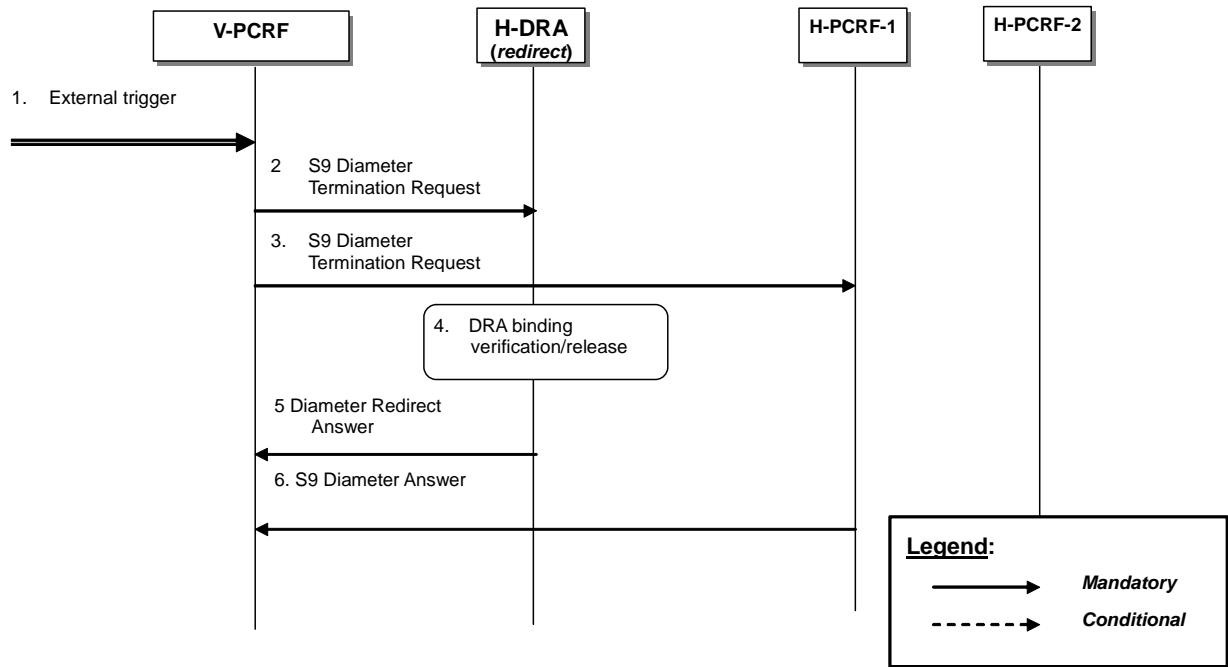 V-PCRF
H-DRA
(redirect)
H-PCRF-1
H-PCRF-2
1. External trigger
2 S9 Diameter
Termination Request
3. S9 Diameter
Termination Request
4. DRA binding
verification/release
5 Diameter Redirect
Answer
6. S9 Diameter Answer
Legend:
Mandatory
Conditional